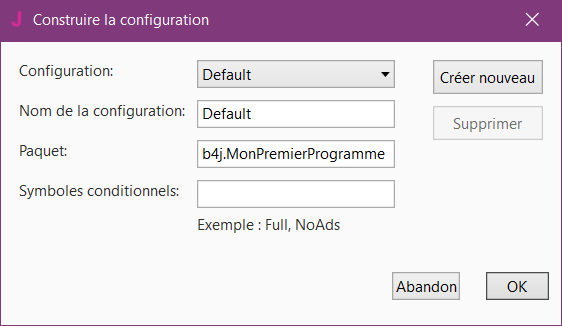 J Construire la configuration
Configuration:
Default
Créer nouveau
Nom de la configuration:
Default
Supprimer
Paquet:
b4j.MonPremierProgramme
Symboles conditionnels:
Exemple : Full, NoAds
Abandon
OK